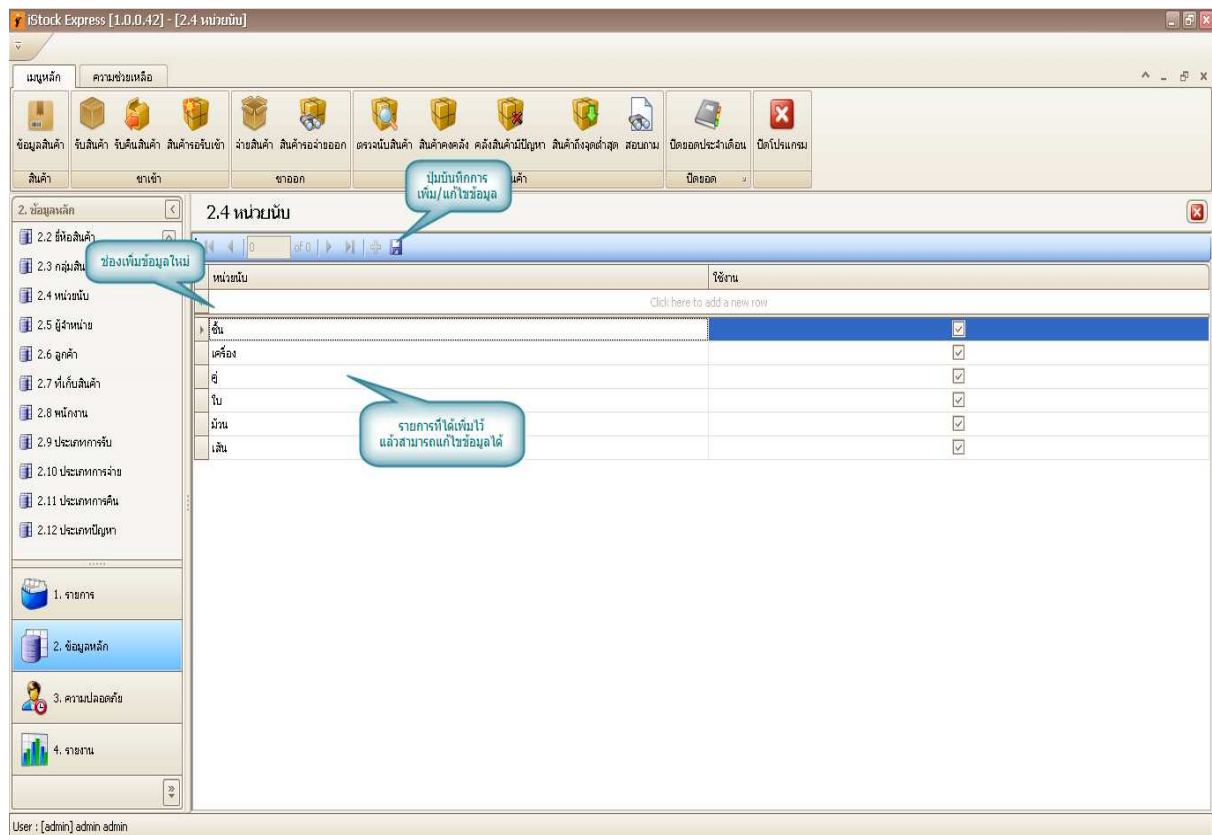 iStock Express [1.0.0.42] - [2.4 หน่วยนับ]
เมนูหลัก ความช่วยเหลือ
ข้อมูลสินค้า รับสินค้า รับคืนสินค้า สินค้ารอรับเข้า จ่ายสินค้า สินค้ารอจ่ายออก ตรวจนับสินค้า สินค้าคงคลัง คลังสินค้ามีปัญหา สินค้าถึงจุดต่ำสุด สอบถาม ปิดยอดประจำเดือน ปิดโปรแกรม
สินค้า ขาเข้า ขาออก นค้า ปิดยอด
ปุ่มบันทึกการ
เพิ่ม/แก้ไขข้อมูล
2. ข้อมูลหลัก
2.4 หน่วยนับ
0 of 0
2.2 ยี่ห้อสินค้า
2.3 กลุ่มสิน
2.4 หน่วยนับ
2.5 ผู้จำหน่าย
2.6 ลูกค้า
2.7 ที่เก็บสินค้า
2.8 พนักงาน
2.9 ประเภทการรับ
2.10 ประเภทการจ่าย
2.11 ประเภทการคืน
2.12 ประเภทปัญหา
ช่องเพิ่มข้อมูลใหม่
หน่วยนับ ใช้งาน
Click here to add a new row
ชิ้น
เครื่อง
คู่
ใบ
ม้วน
เส้น
รายการที่ได้เพิ่มไว้
แล้วสามารถแก้ไขข้อมูลได้
1. รายการ
2. ข้อมูลหลัก
3. ความปลอดภัย
4. รายงาน
User : [admin] admin admin